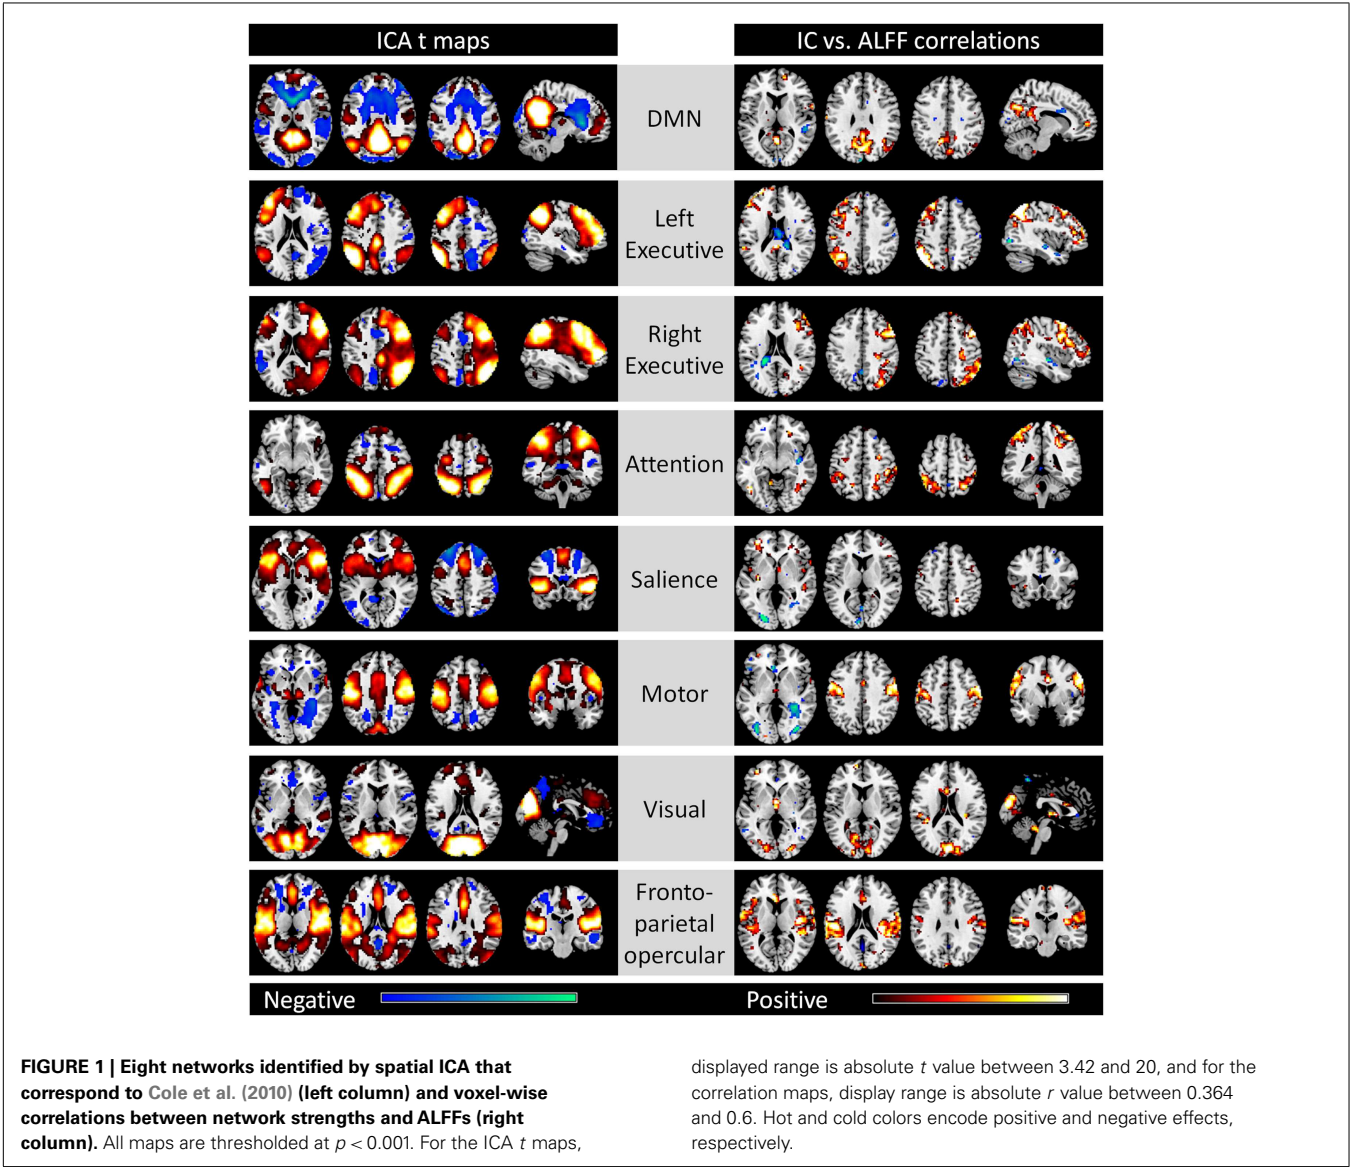 ICA t maps
IC vs. ALFF correlations
DMN
Left
Executive
Right
Executive
Attention
Salience
Motor
Visual
Fronto-
parietal
opercular
Negative
Positive
FIGURE 1 | Eight networks identified by spatial ICA that
correspond to Cole et al. (2010) (left column) and voxel-wise
correlations between network strengths and ALFFs (right
column). All maps are thresholded at p < 0.001. For the ICA t maps,
displayed range is absolute t value between 3.42 and 20, and for the
correlation maps, display range is absolute r value between 0.364
and 0.6. Hot and cold colors encode positive and negative effects,
respectively.